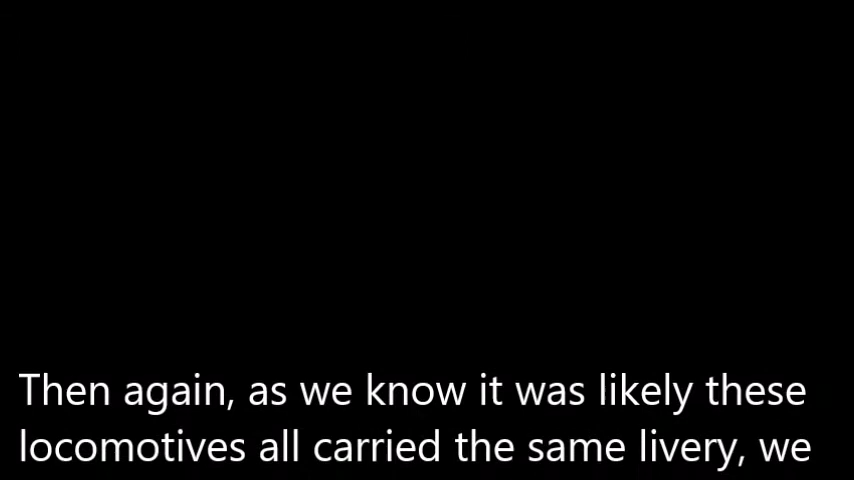 Then again, as we know it was likely these
locomotives all carried the same livery, we